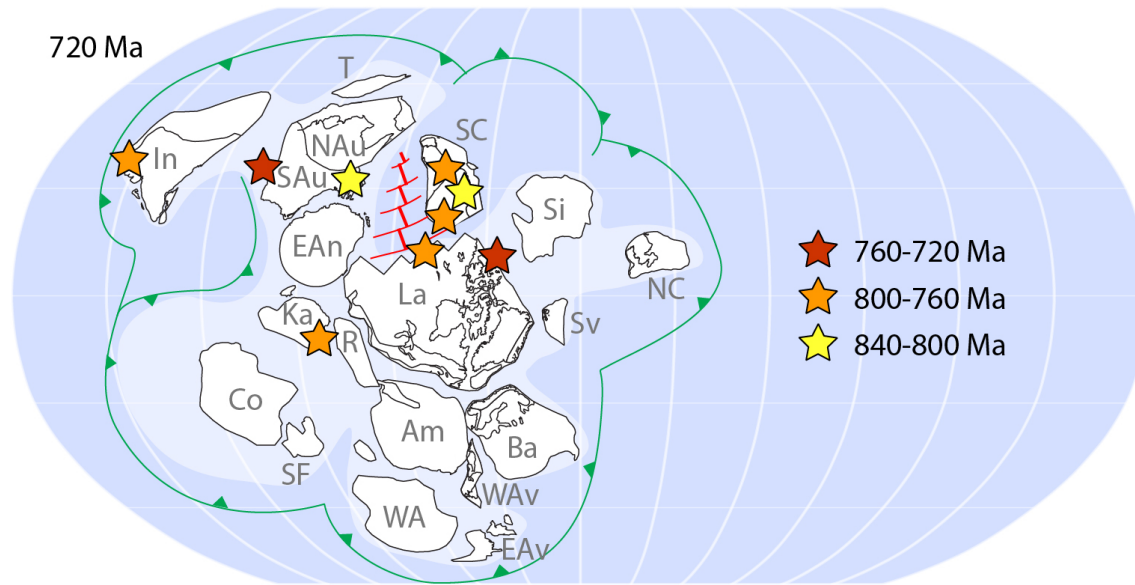 720 Ma
T
SC
In
NAu
SAu
Si
EAn
760-720 Ma
NC
800-760 Ma
La
Ka
Sv
R
840-800 Ma
Co
Am
Ba
SF
WAv
WA
EAv